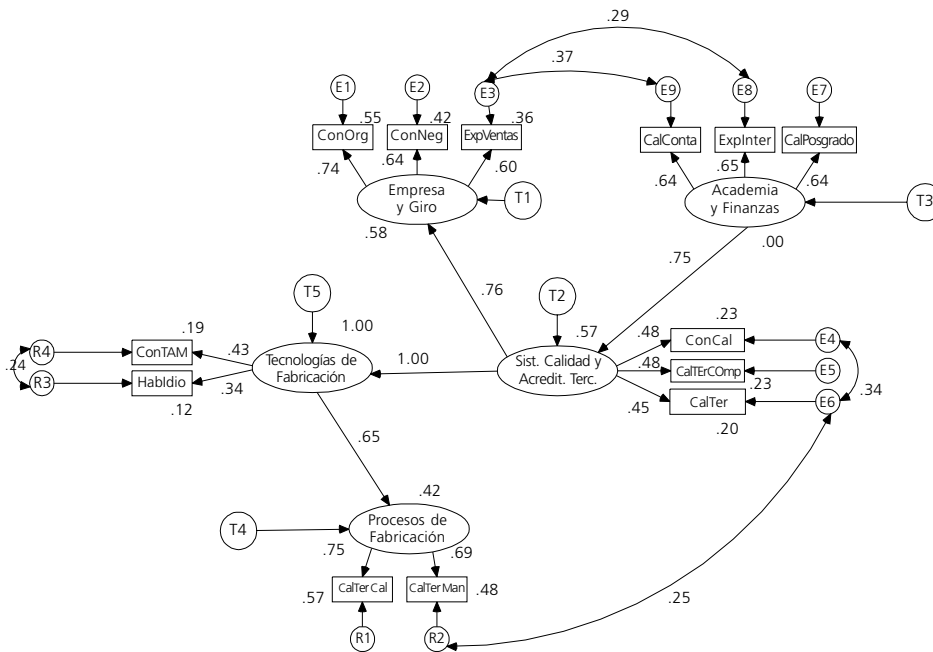 .29
.37
E1
E2
E3
E9
E8
E7
.55
.42
.36
ConOrg
ConNeg
ExpVentas
CalConta
ExpInter
CalPosgrado
.74
.64
.60
.64
.65
.64
Empresa
y Giro
T1
Academia
y Finanzas
T3
.58
.00
.75
.76
T5
T2
.19
1.00
.57
.23
R4
ConTAM
.43
Tecnologías de
Fabricación
1.00
Sist. Calidad y
Acredit. Terc.
.48
ConCal
E4
.24
R3
HabIdio
.34
.48
CalTErCOmp
E5
.23
.12
.45
CalTer
E6
.34
.20
.65
.42
T4
Procesos de
Fabricación
.75
.69
.57
CalTerCal
CalTerMan
.48
.25
R1
R2